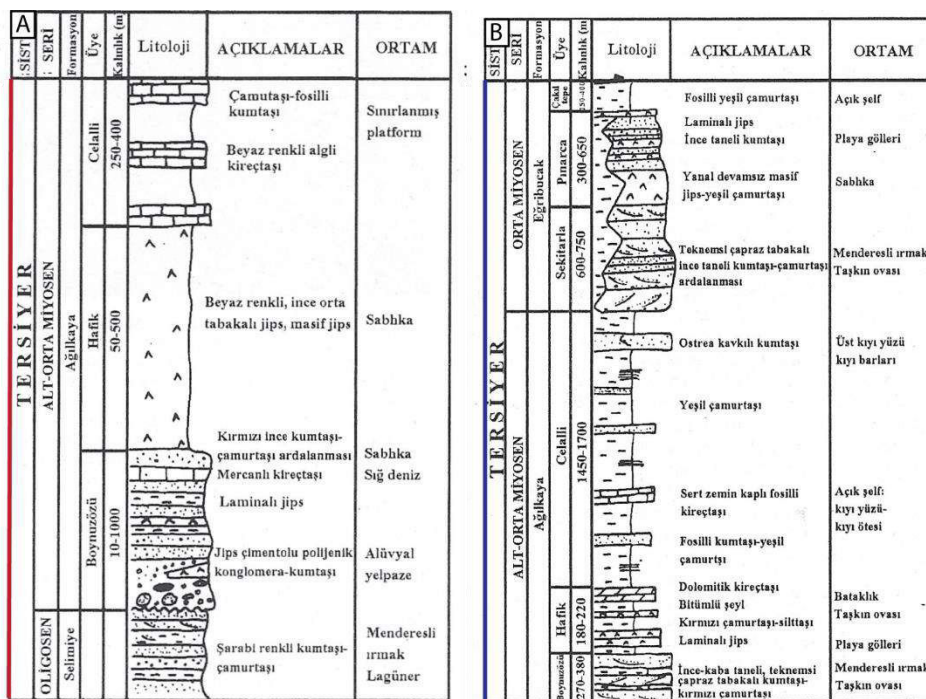 A
SİST
SERİ
Formasyon
Üye
Kalınlık (m
Litoloji
AÇIKLAMALAR
ORTAM
TERSİYER
ALT-ORTA MİYOSEN
OLİGOSEN
Ağılkaya
Selimiye
Celalli
250-400
Çamutaşı-fosilli
kumtaşı
Sınırlanmış
platform
Beyaz renkli algli
kireçtaşı
Hafik
50-500
Beyaz renkli, ince orta
tabakalı jips, masif jips
Sabhka
Boynuzözü
10-1000
Kırmızı ince kumtaşı-
çamurtaşı ardalanması
Sabhka
Mercanlı kireçtaşı
Sığ deniz
Laminalı jips
Jips çimentolu polijenik
konglomera-kumtaşı
Alüvyal
yelpaze
Şarabi renkli kumtaşı-
çamurtaşı
Menderesli
ırmak
Lagüner
B
SİST
SERİ
Formasyon
Üye
Kalınlık (m
Litoloji
AÇIKLAMALAR
ORTAM
TERSİYER
ORTA MİYOSEN
ALT-ORTA MİYOSEN
Eğribucak
Ağılkaya
Çakıl
tepe
Fosilli yeşil çamurtaşı
Açık şelf
Pınarca
300-650
Laminalı jips
İnce taneli kumtaşı
Playa gölleri
Yanal devamsız masif
jips-yeşil çamurtaşı
Sabhka
Sekitarla
600-750
Teknemsl çapraz tabakalı
ince taneli kumtaşı-çamurtaşı
ardalanması
Menderesli ırmak
Taşkın ovası
Celalli
1450-1700
Ostrea kavkılı kumtaşı
Üst kıyı yüzü
kıyı barları
Yeşil çamurtaşı
Sert zemin kaplı fosilli
kireçtaşı
Açık şelf:
kıyı yüzü-
kıyı ötesi
Fosilli kumtaşı-yeşil
çamurtşı
Hafik
180-220
Dolomitik kireçtaşı
Bitümlü şeyl
Kırmızı çamurtaşı-silttaşı
Laminalı jips
Bataklık
Taşkın ovası
Playa gölleri
Boynuzözü
270-380
İnce-kaba taneli, teknemsi
çapraz tabakalı kumtaşı-
kırmızı çamurtaşı
Menderesli ırmak
Taşkın ovası